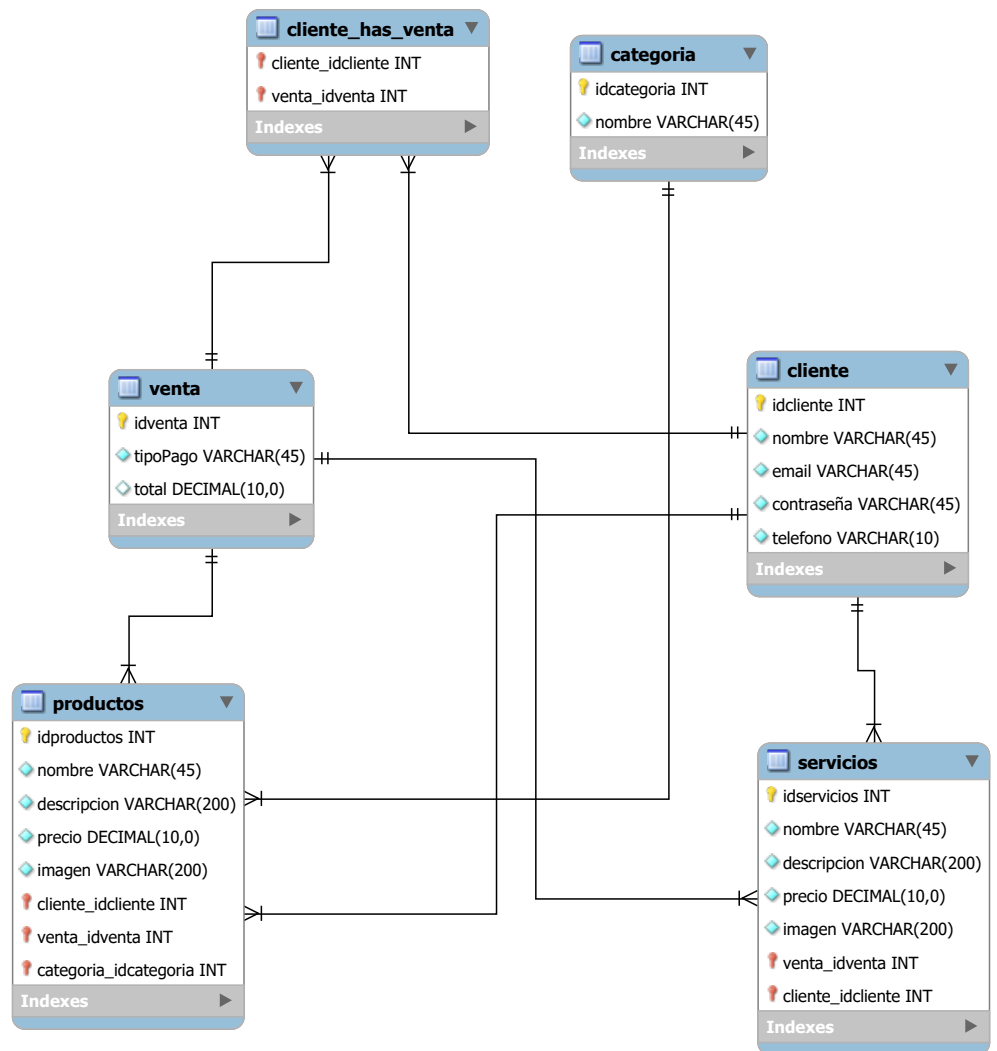 cliente_has_venta
cliente_idcliente INT
venta_idventa INT
Indexes
categoria
idcategoria INT
nombre VARCHAR(45)
Indexes
venta
idventa INT
tipoPago VARCHAR(45)
total DECIMAL(10,0)
Indexes
cliente
idcliente INT
nombre VARCHAR(45)
email VARCHAR(45)
contraseña VARCHAR(45)
telefono VARCHAR(10)
Indexes
productos
idproductos INT
nombre VARCHAR(45)
descripcion VARCHAR(200)
precio DECIMAL(10,0)
imagen VARCHAR(200)
cliente_idcliente INT
venta_idventa INT
categoria_idcategoria INT
Indexes
servicios
idservicios INT
nombre VARCHAR(45)
descripcion VARCHAR(200)
precio DECIMAL(10,0)
imagen VARCHAR(200)
venta_idventa INT
cliente_idcliente INT
Indexes